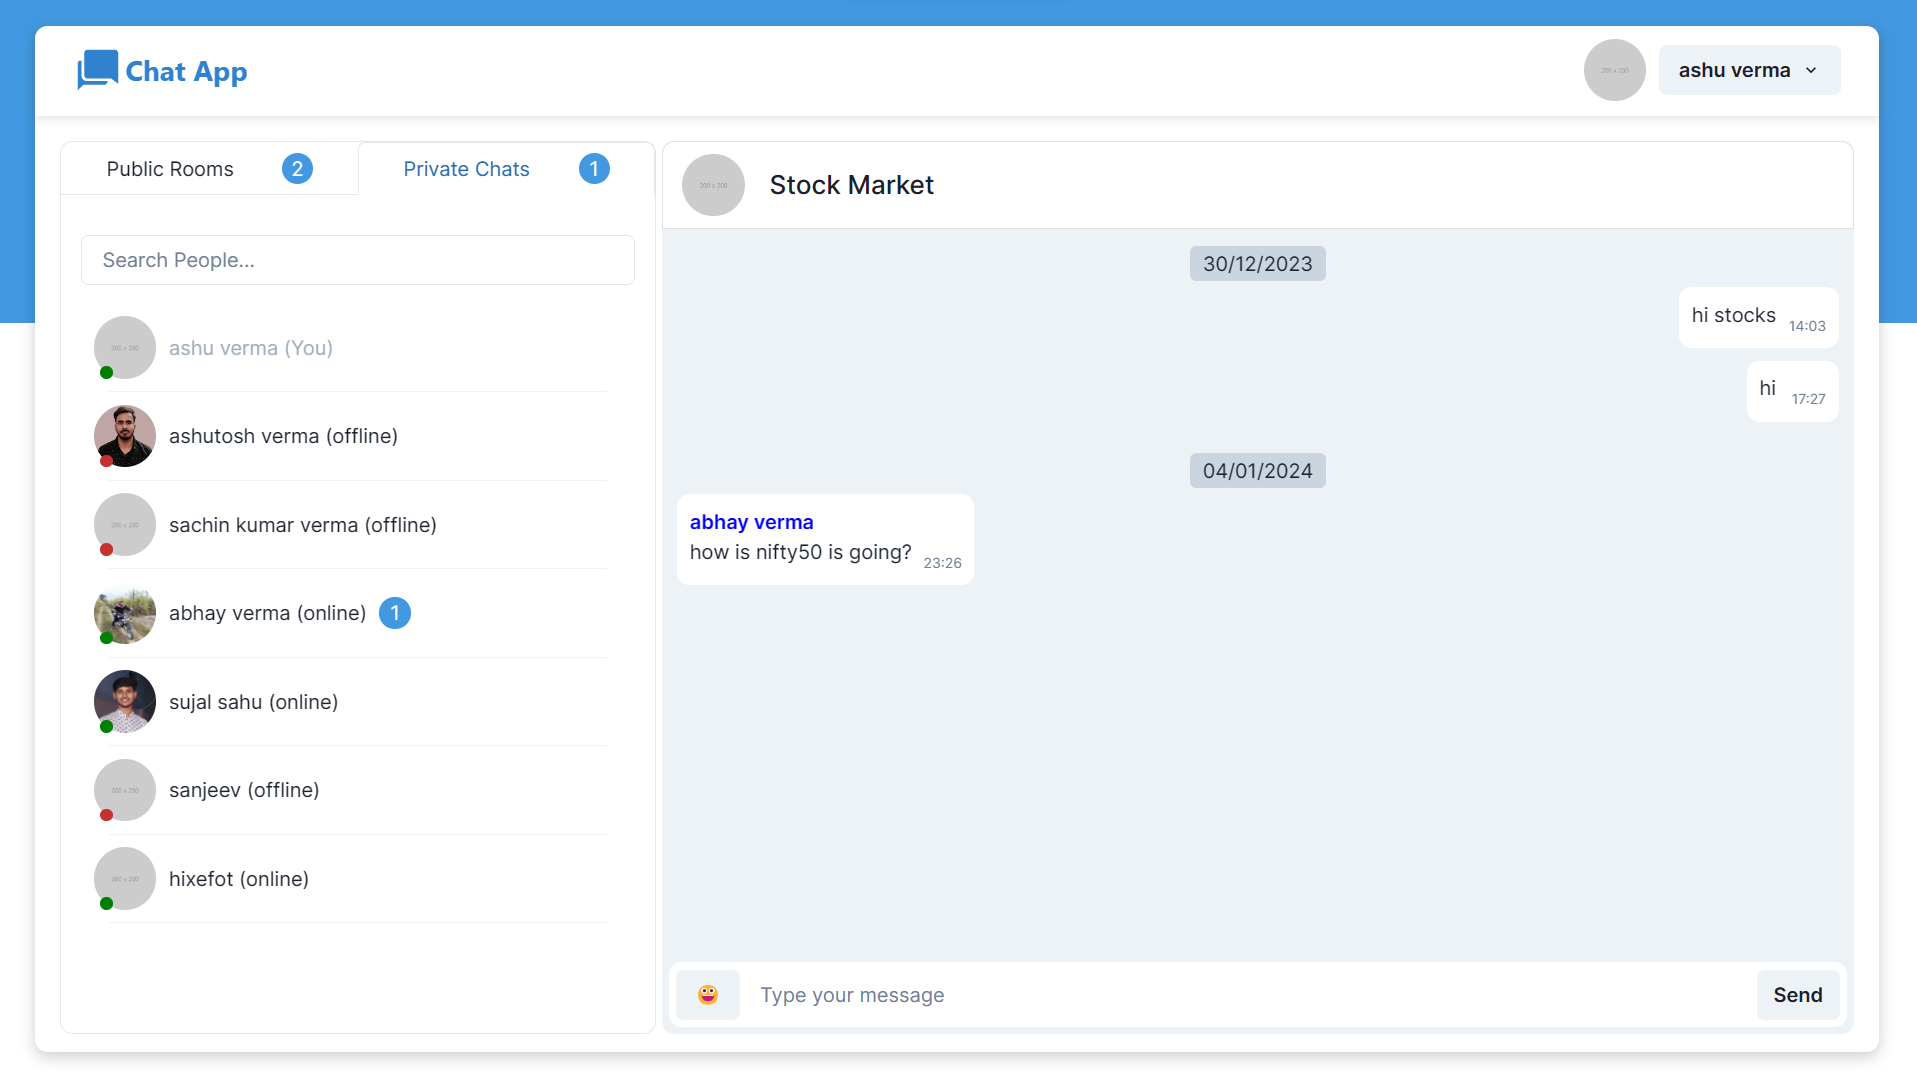 Chat App
200 x 200
ashu verma
Public Rooms 2
Private Chats 1
Search People...
200 x 200
ashu verma (You)
ashutosh verma (offline)
200 x 200
sachin kumar verma (offline)
abhay verma (online) 1
sujal sahu (online)
200 x 200
sanjeev (offline)
200 x 200
hixefot (online)
200 x 200
Stock Market
30/12/2023
hi stocks 14:03
hi 17:27
04/01/2024
abhay verma
how is nifty50 is going? 23:26
Type your message
Send